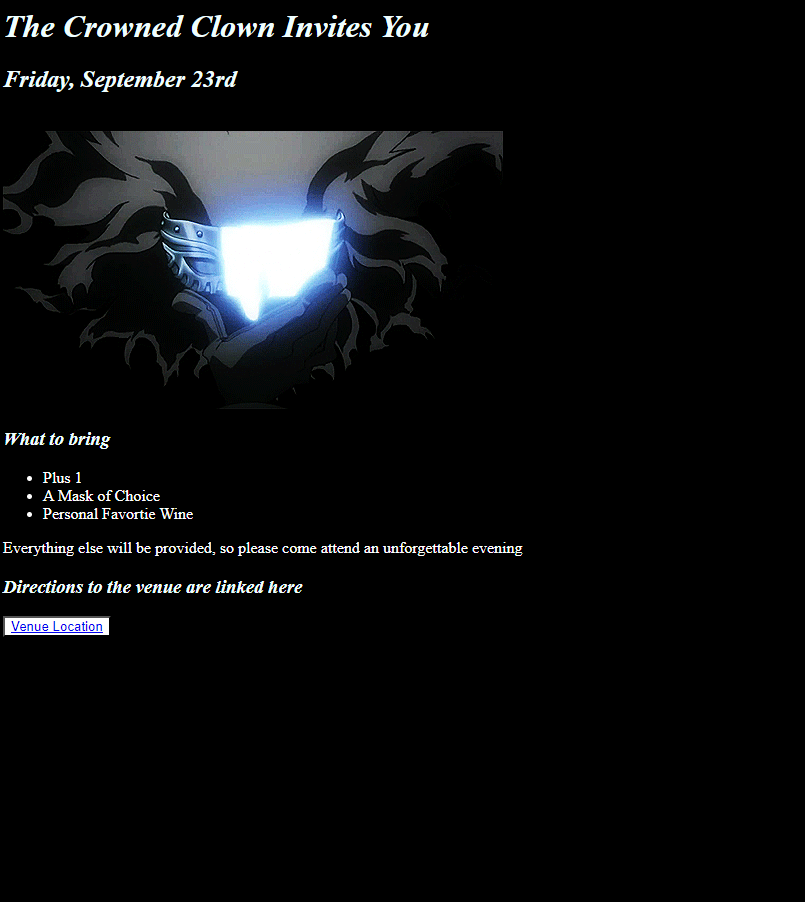 The Crowned Clown Invites You
Friday, September 23rd
What to bring
Plus 1
A Mask of Choice
Personal Favortie Wine
Everything else will be provided, so please come attend an unforgettable evening
Directions to the venue are linked here
Venue Location